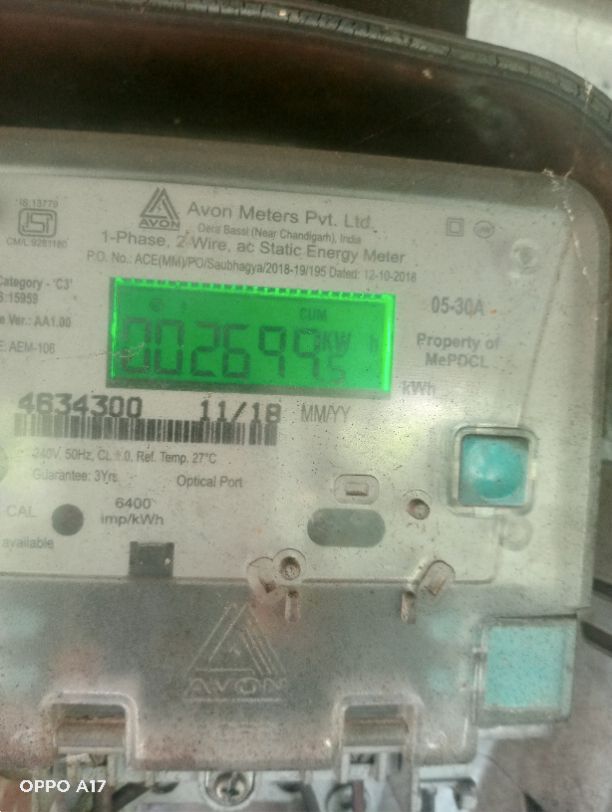 IS:13779
CM/L 9283180
AVON
Avon Meters Pvt. Ltd.
Dera Bassi (Near Chandigarh), India
1-Phase, 2 Wire, ac Static Energy Meter
P.O. No.: ACE(MM)/PO/Saubhagya/2018-19/195 Dated: 12-10-2018
Category - 'C3'
S:15959
e Ver.: AA1.00
E: AEM-106
CUM
002699.5 KW h
05-30A
Property of
MePDCL
kWh
4634300 11/18 MM/YY
240V, 50Hz, CL 1.0, Ref. Temp. 27°C
Guarantee: 3Yrs.
Optical Port
CAL
6400
imp/kWh
available
AVON
OPPO A17